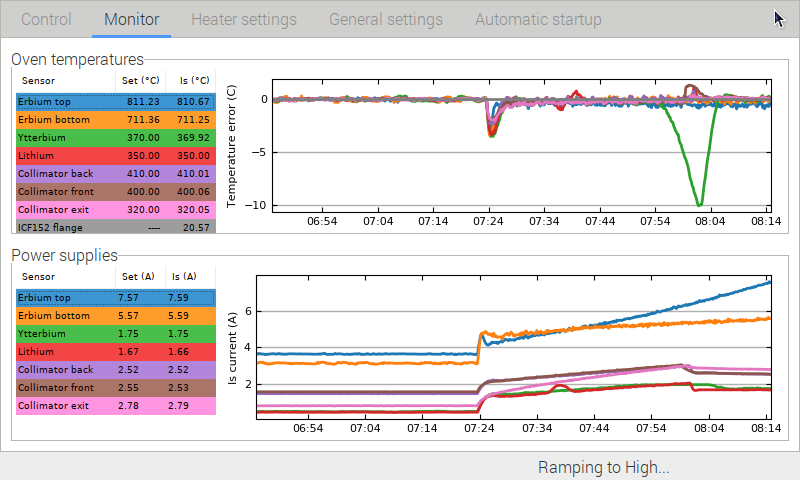 Control Monitor Heater settings General settings Automatic startup
Oven temperatures
Sensor Set (°C) Is (°C)
Erbium top 811.23 810.67
Erbium bottom 711.36 711.25
Ytterbium 370.00 369.92
Lithium 350.00 350.00
Collimator back 410.00 410.01
Collimator front 400.00 400.06
Collimator exit 320.00 320.05
ICF152 flange ---- 20.57
Temperature error (C)
0
−5
−10
06:54 07:04 07:14 07:24 07:34 07:44 07:54 08:04 08:14
Power supplies
Sensor Set (A) Is (A)
Erbium top 7.57 7.59
Erbium bottom 5.57 5.59
Ytterbium 1.75 1.75
Lithium 1.67 1.66
Collimator back 2.52 2.52
Collimator front 2.55 2.53
Collimator exit 2.78 2.79
Is current (A)
6
4
2
06:54 07:04 07:14 07:24 07:34 07:44 07:54 08:04 08:14
Ramping to High...